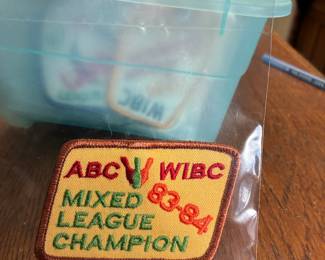 WIBC
ABC WIBC
MIXED 83-84
LEAGUE
CHAMPION